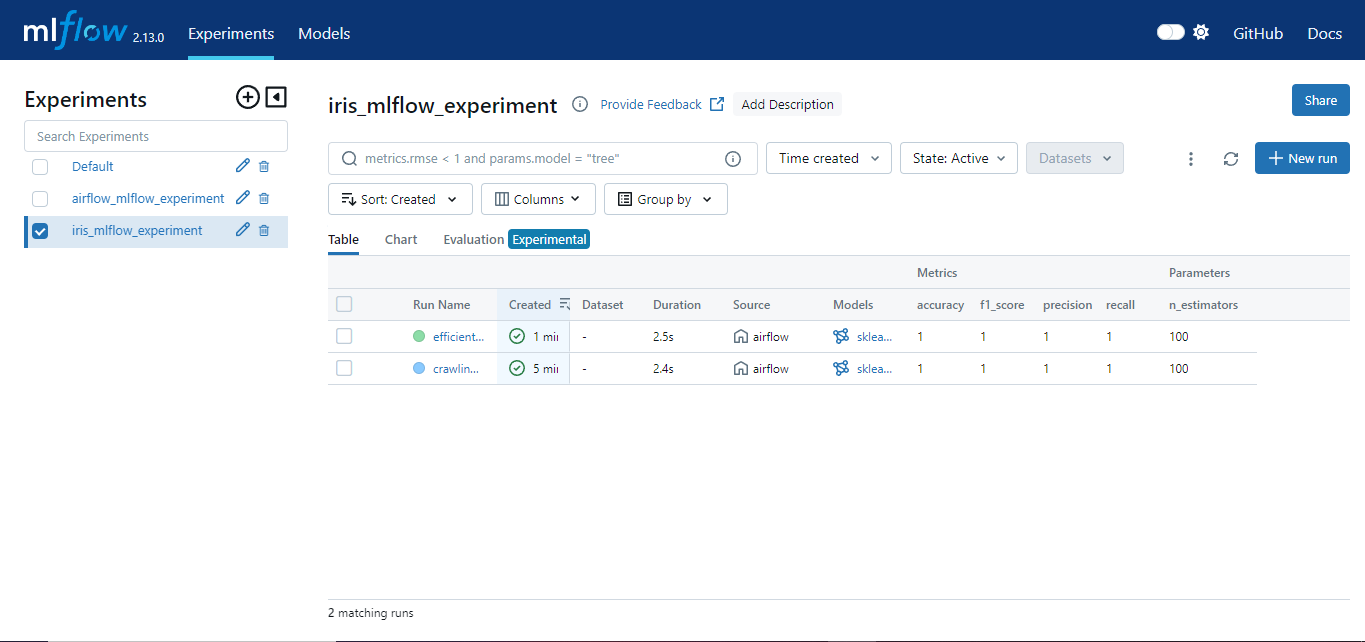 mlflow 2.13.0 Experiments Models GitHub Docs
Experiments
Search Experiments
Default
airflow_mlflow_experiment
iris_mlflow_experiment
iris_mlflow_experiment Provide Feedback Add Description Share
metrics.rmse < 1 and params.model = "tree" Time created State: Active Datasets New run
Sort: Created Columns Group by
Table Chart Evaluation Experimental
Metrics Parameters
Run Name Created Dataset Duration Source Models accuracy f1_score precision recall n_estimators
efficient... 1 mi - 2.5s airflow sklea... 1 1 1 1 100
crawlin... 5 mi - 2.4s airflow sklea... 1 1 1 1 100
2 matching runs